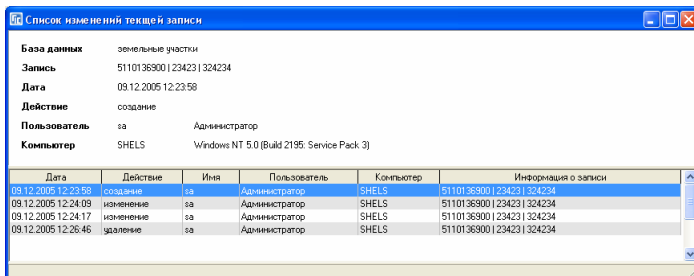 Список изменений текщей записи
База данных земельные участки
Запись 5110136900 | 23423 | 324234
Дата 09.12.2005 12:23:58
Действие создание
Пользователь sa Администратор
Компьютер SHELS Windows NT 5.0 (Build 2195: Service Pack 3)
Дата Действие Имя Пользователь Компьютер Информация о записи
09.12.2005 12:23:58 создание sa Администратор SHELS 5110136900 | 23423 | 324234
09.12.2005 12:24:09 изменение sa Администратор SHELS 5110136900 | 23423 | 324234
09.12.2005 12:24:17 изменение sa Администратор SHELS 5110136900 | 23423 | 324234
09.12.2005 12:26:46 удаление sa Администратор SHELS 5110136900 | 23423 | 324234